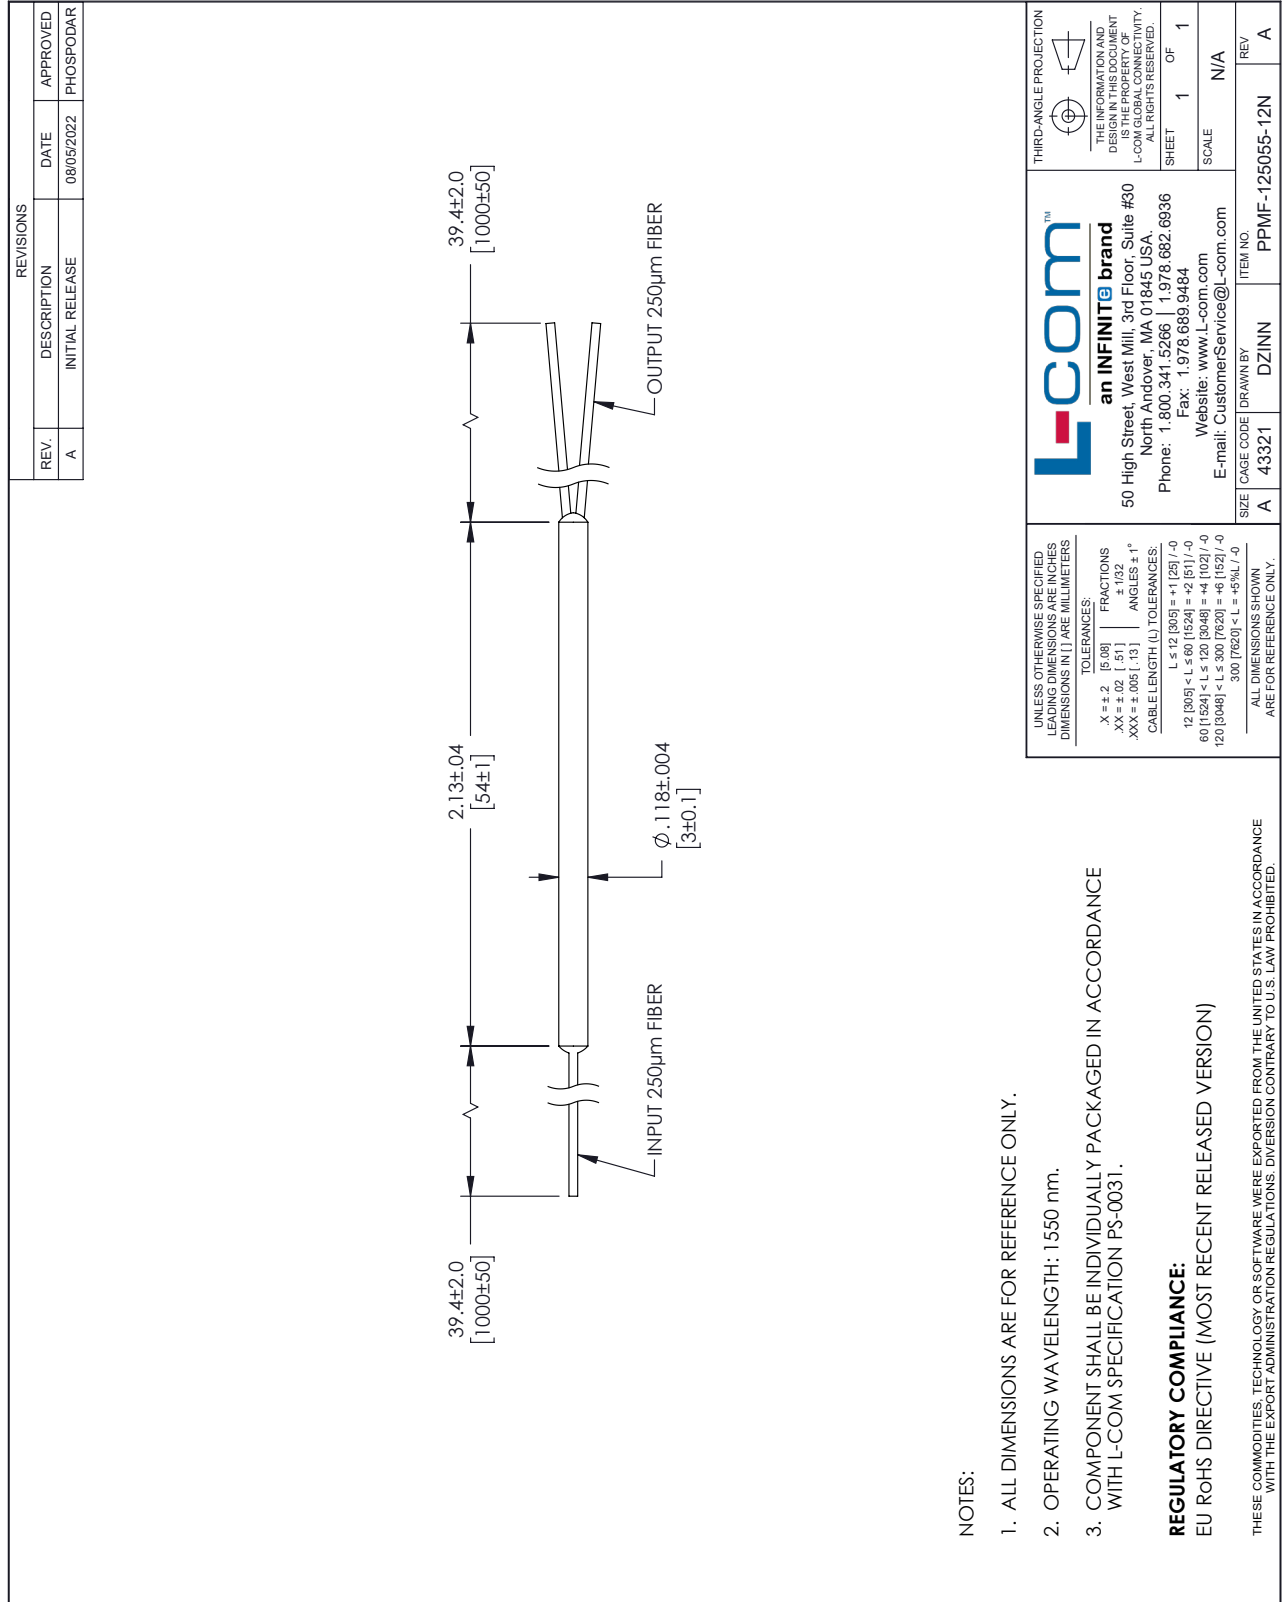 REVISIONS
REV. DESCRIPTION DATE APPROVED
A INITIAL RELEASE 08/05/2022 PHOSPODAR
39.4±2.0
[1000±50]
2.13±.04
[54±1]
39.4±2.0
[1000±50]
INPUT 250µm FIBER
Ø.118±.004
[3±0.1]
OUTPUT 250µm FIBER
NOTES:
1. ALL DIMENSIONS ARE FOR REFERENCE ONLY.
2. OPERATING WAVELENGTH: 1550 nm.
3. COMPONENT SHALL BE INDIVIDUALLY PACKAGED IN ACCORDANCE
WITH L-COM SPECIFICATION PS-0031.
REGULATORY COMPLIANCE:
EU RoHS DIRECTIVE (MOST RECENT RELEASED VERSION)
THESE COMMODITIES, TECHNOLOGY OR SOFTWARE WERE EXPORTED FROM THE UNITED STATES IN ACCORDANCE
WITH THE EXPORT ADMINISTRATION REGULATIONS. DIVERSION CONTRARY TO U.S. LAW PROHIBITED.
UNLESS OTHERWISE SPECIFIED
LEADING DIMENSIONS ARE INCHES
DIMENSIONS IN [ ] ARE MILLIMETERS
TOLERANCES:
.X = ± .2 [5.08] FRACTIONS
.XX = ± .02 [ .51 ] ± 1/32
.XXX = ± .005 [ .13 ] ANGLES ± 1°
CABLE LENGTH (L) TOLERANCES:
L ≤ 12 [305] = +1 [25] / -0
12 [305] < L ≤ 60 [1524] = +2 [51] / -0
60 [1524] < L ≤ 120 [3048] = +4 [102] / -0
120 [3048] < L ≤ 300 [7620] = +6 [152] / -0
300 [7620] < L = +5%L / -0
ALL DIMENSIONS SHOWN
ARE FOR REFERENCE ONLY.
L-com™
an INFINITe brand
50 High Street, West Mill, 3rd Floor, Suite #30
North Andover, MA 01845 USA.
Phone: 1.800.341.5266 | 1.978.682.6936
Fax: 1.978.689.9484
Website: www.L-com.com
E-mail: CustomerService@L-com.com
THIRD-ANGLE PROJECTION
THE INFORMATION AND
DESIGN IN THIS DOCUMENT
IS THE PROPERTY OF
L-COM GLOBAL CONNECTIVITY.
ALL RIGHTS RESERVED.
SHEET 1 OF 1
SCALE N/A
SIZE CAGE CODE DRAWN BY ITEM NO. REV
A 43321 DZINN PPMF-125055-12N A